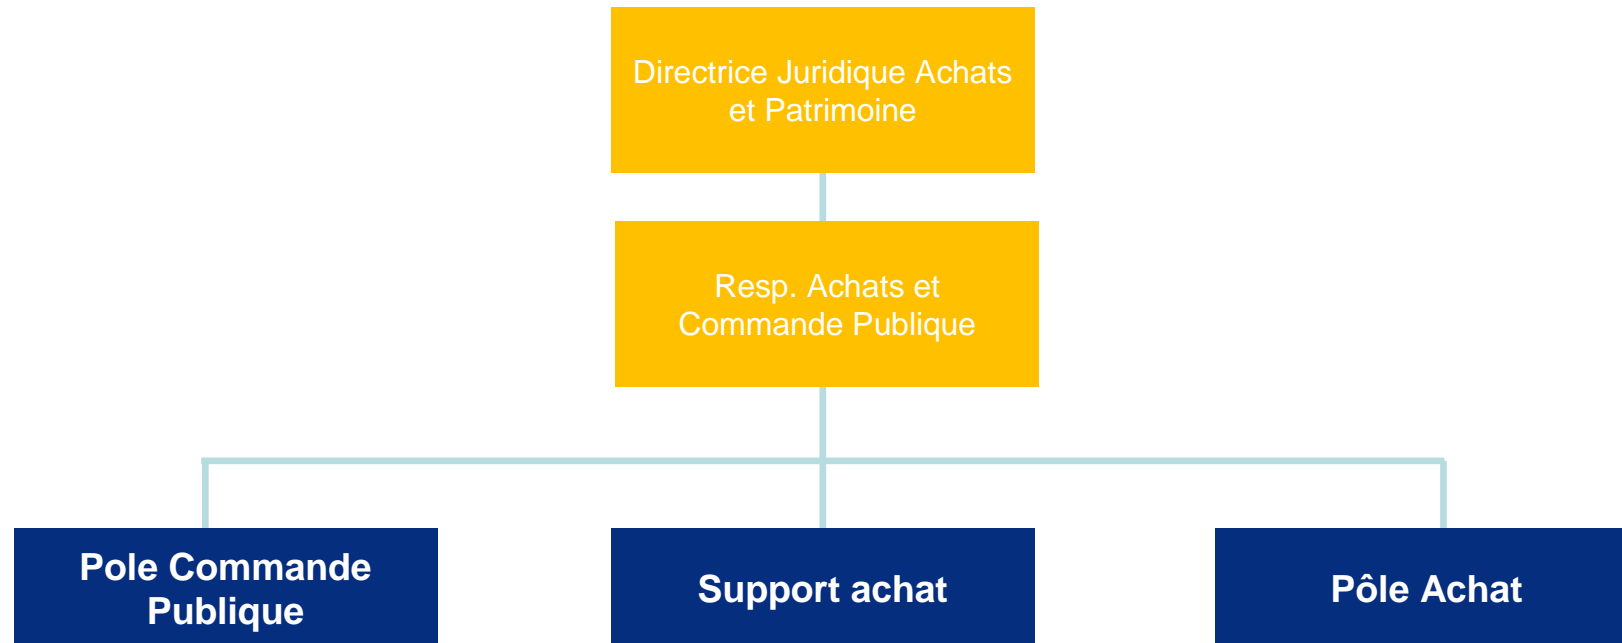 Directrice Juridique Achats
et Patrimoine
Resp. Achats et
Commande Publique
Pole Commande
Publique
Support achat
Pôle Achat